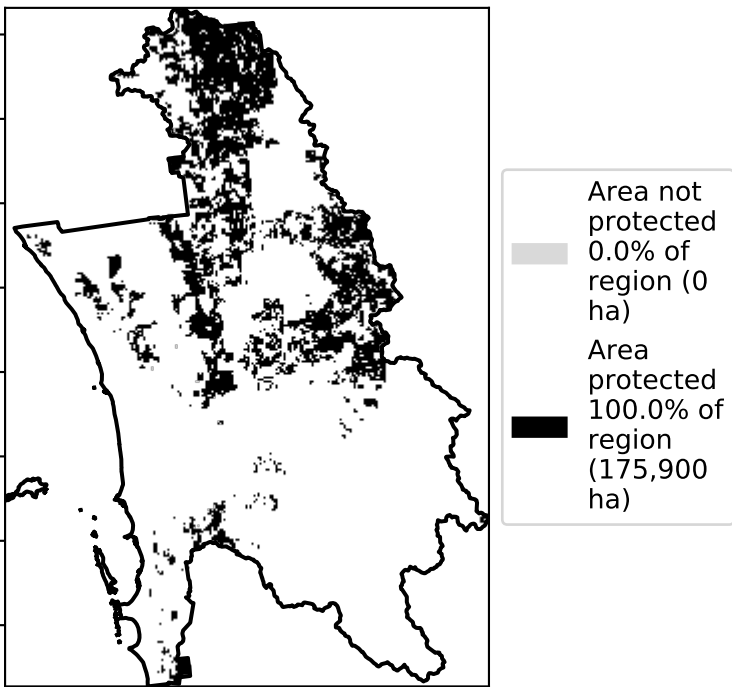 Area not
protected
0.0% of
region (0
ha)
Area
protected
100.0% of
region
(175,900
ha)